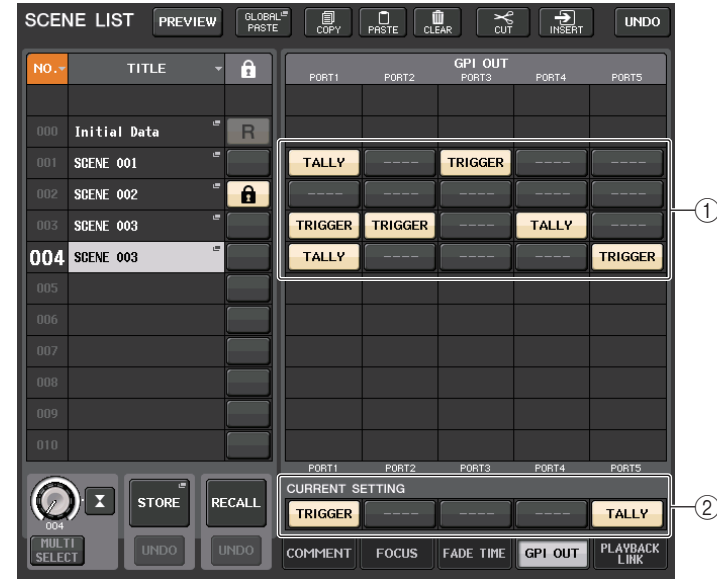 SCENE LIST PREVIEW GLOBAL PASTE COPY PASTE CLEAR CUT INSERT UNDO
NO. TITLE
GPI OUT
PORT1 PORT2 PORT3 PORT4 PORT5
000 Initial Data R
001 SCENE 001 TALLY ---- TRIGGER ---- ----
002 SCENE 002 ---- ---- ---- ---- ----
003 SCENE 003 TRIGGER TRIGGER ---- TALLY ----
004 SCENE 003 TALLY ---- ---- ---- TRIGGER
①
005
006
007
008
009
010
PORT1 PORT2 PORT3 PORT4 PORT5
CURRENT SETTING
TRIGGER ---- ---- ---- TALLY
②
004
STORE
RECALL
MULTI SELECT
UNDO
UNDO
COMMENT FOCUS FADE TIME GPI OUT PLAYBACK LINK